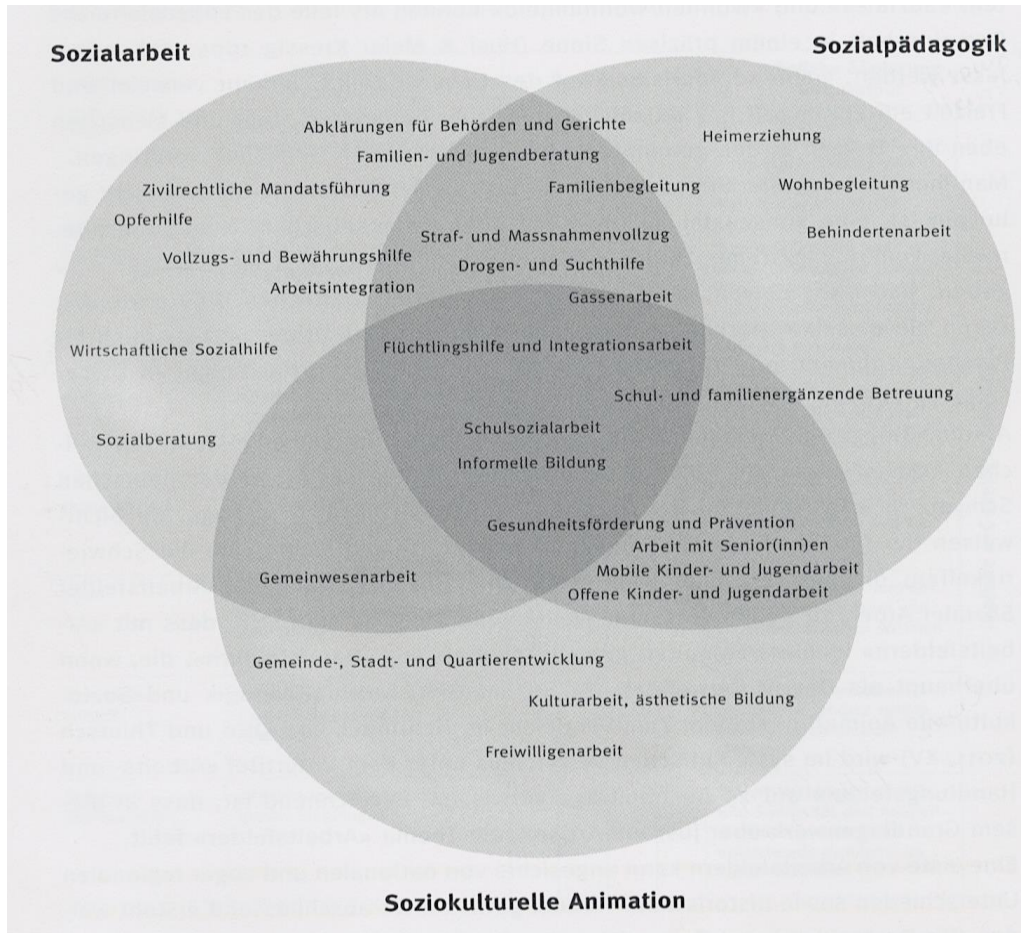 Sozialarbeit
Sozialpädagogik
Abklärungen für Behörden und Gerichte
Heimerziehung
Familien- und Jugendberatung
Zivilrechtliche Mandatsführung
Familienbegleitung
Wohnbegleitung
Opferhilfe
Straf- und Massnahmenvollzug
Behindertenarbeit
Vollzugs- und Bewährungshilfe
Drogen- und Suchthilfe
Arbeitsintegration
Gassenarbeit
Wirtschaftliche Sozialhilfe
Flüchtlingshilfe und Integrationsarbeit
Schul- und familienergänzende Betreuung
Sozialberatung
Schulsozialarbeit
Informelle Bildung
Gesundheitsförderung und Prävention
Arbeit mit Senior(inn)en
Gemeinwesenarbeit
Mobile Kinder- und Jugendarbeit
Offene Kinder- und Jugendarbeit
Gemeinde-, Stadt- und Quartierentwicklung
Kulturarbeit, ästhetische Bildung
Freiwilligenarbeit
Soziokulturelle Animation